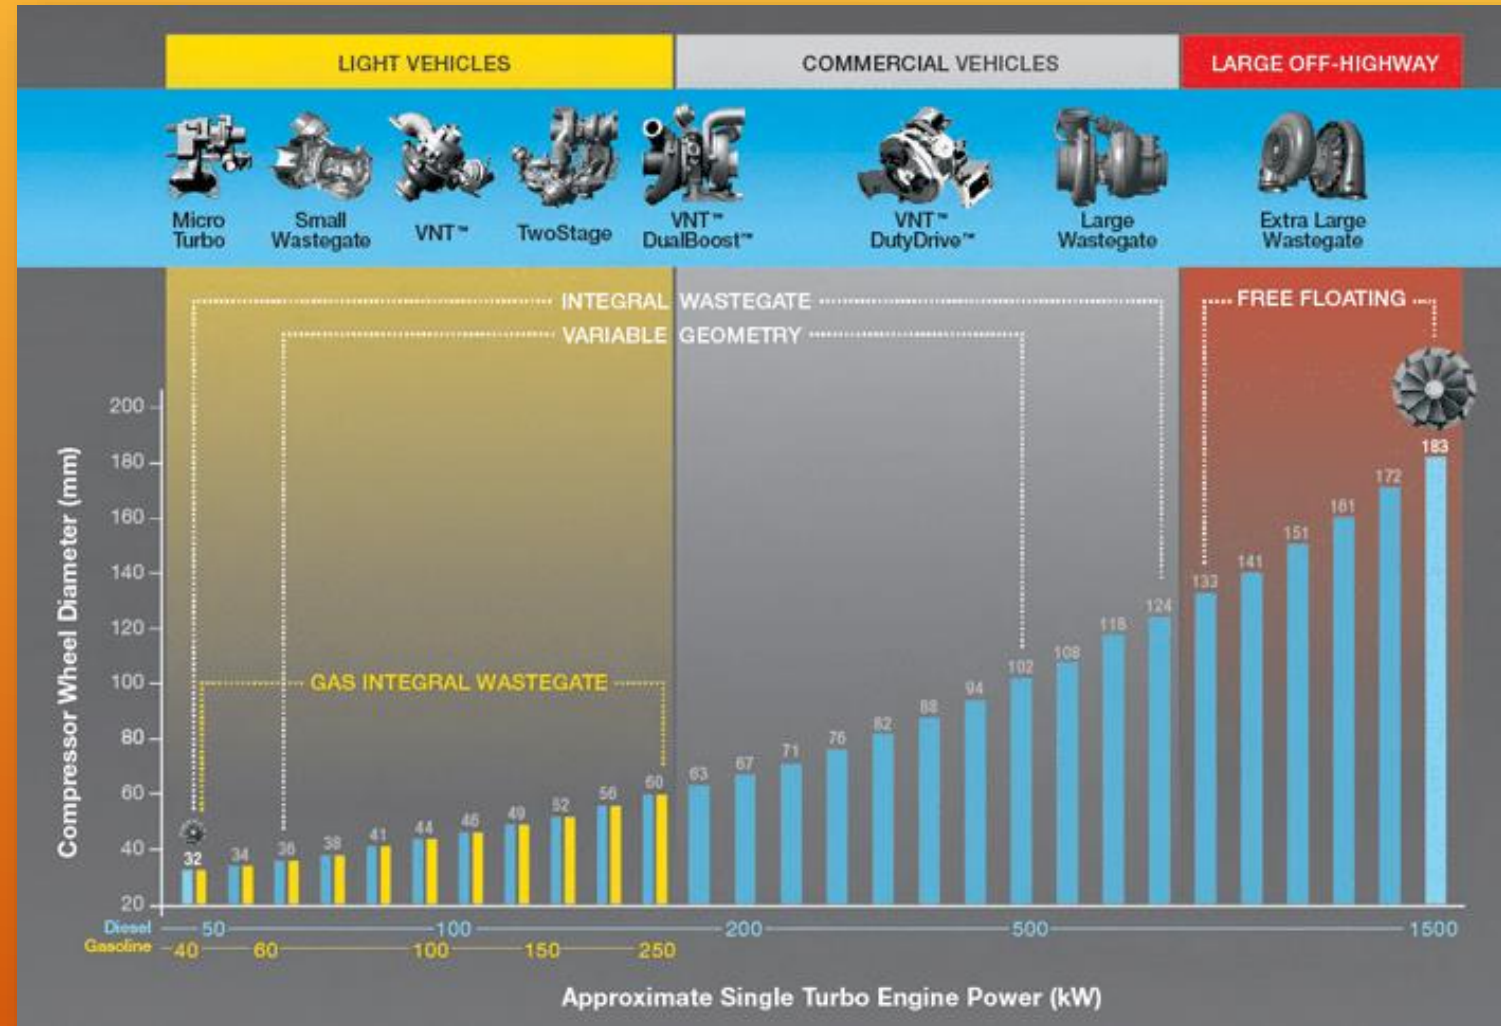 LIGHT VEHICLES
COMMERCIAL VEHICLES
LARGE OFF-HIGHWAY
Micro
Turbo
Small
Wastegate
VNT™
TwoStage
VNT™
DualBoost™
VNT™
DutyDrive™
Large
Wastegate
Extra Large
Wastegate
INTEGRAL WASTEGATE
FREE FLOATING
VARIABLE GEOMETRY
GAS INTEGRAL WASTEGATE
Compressor Wheel Diameter (mm)
200
180
160
140
120
100
80
60
40
20
32
34
36
38
41
44
46
49
52
56
60
63
67
71
76
82
88
94
102
108
118
124
133
141
151
161
172
183
Diesel 50 100 200 500 1500
Gasoline 40 60 100 150 250
Approximate Single Turbo Engine Power (kW)